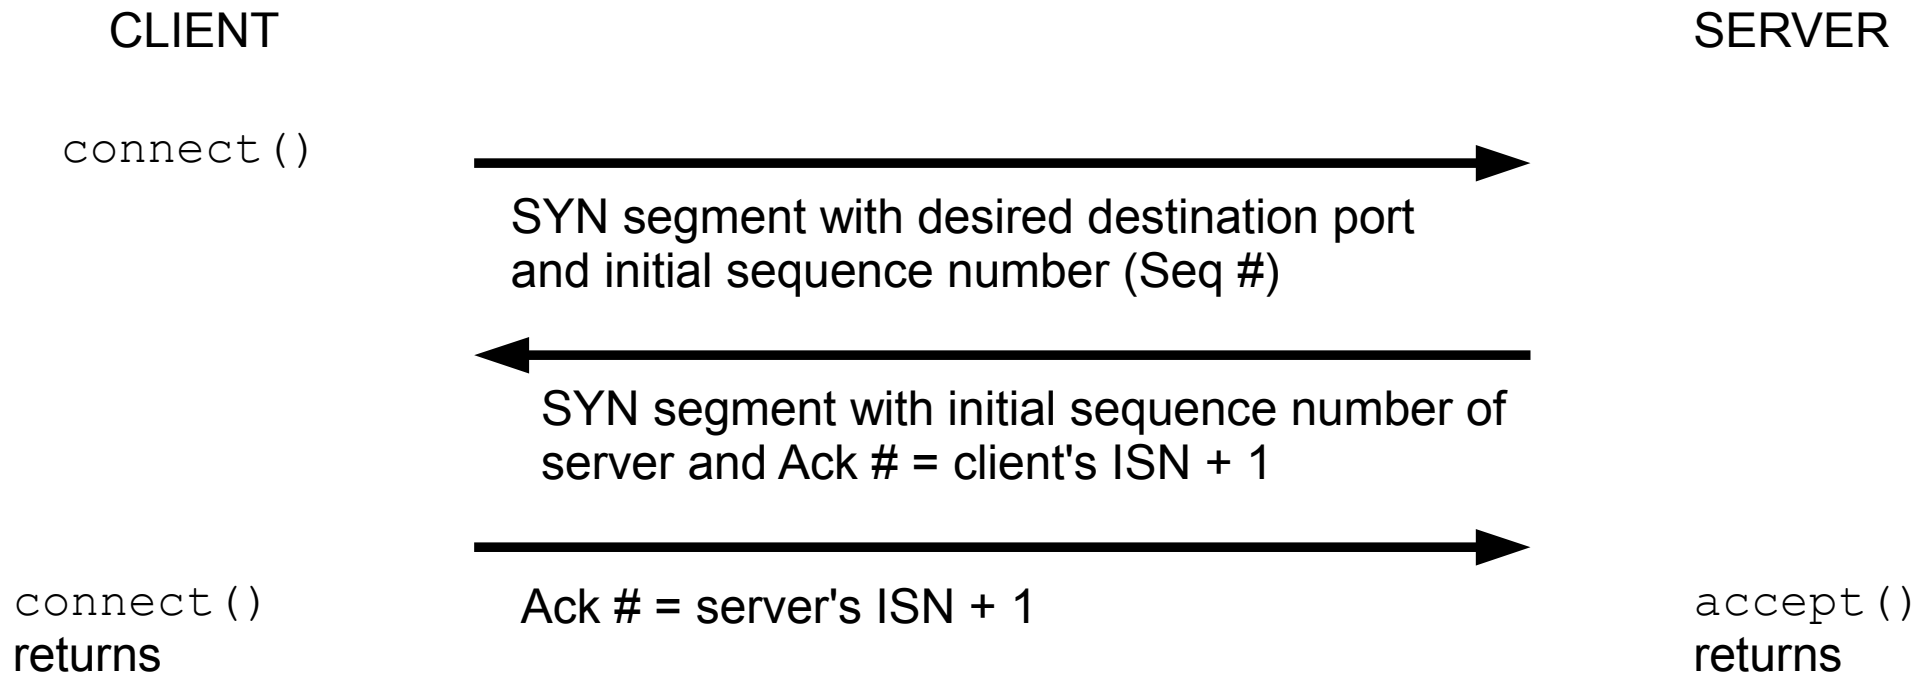 CLIENT
SERVER
connect()
SYN segment with desired destination port
and initial sequence number (Seq #)
SYN segment with initial sequence number of
server and Ack # = client's ISN + 1
connect()
returns
Ack # = server's ISN + 1
accept()
returns